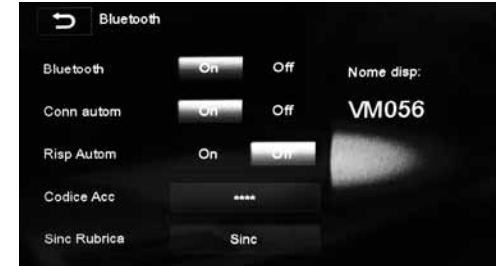 Bluetooth
Bluetooth On Off
Nome disp:
Conn autom On Off
VM056
Risp Autom On Off
Codice Acc ****
Sinc Rubrica Sinc